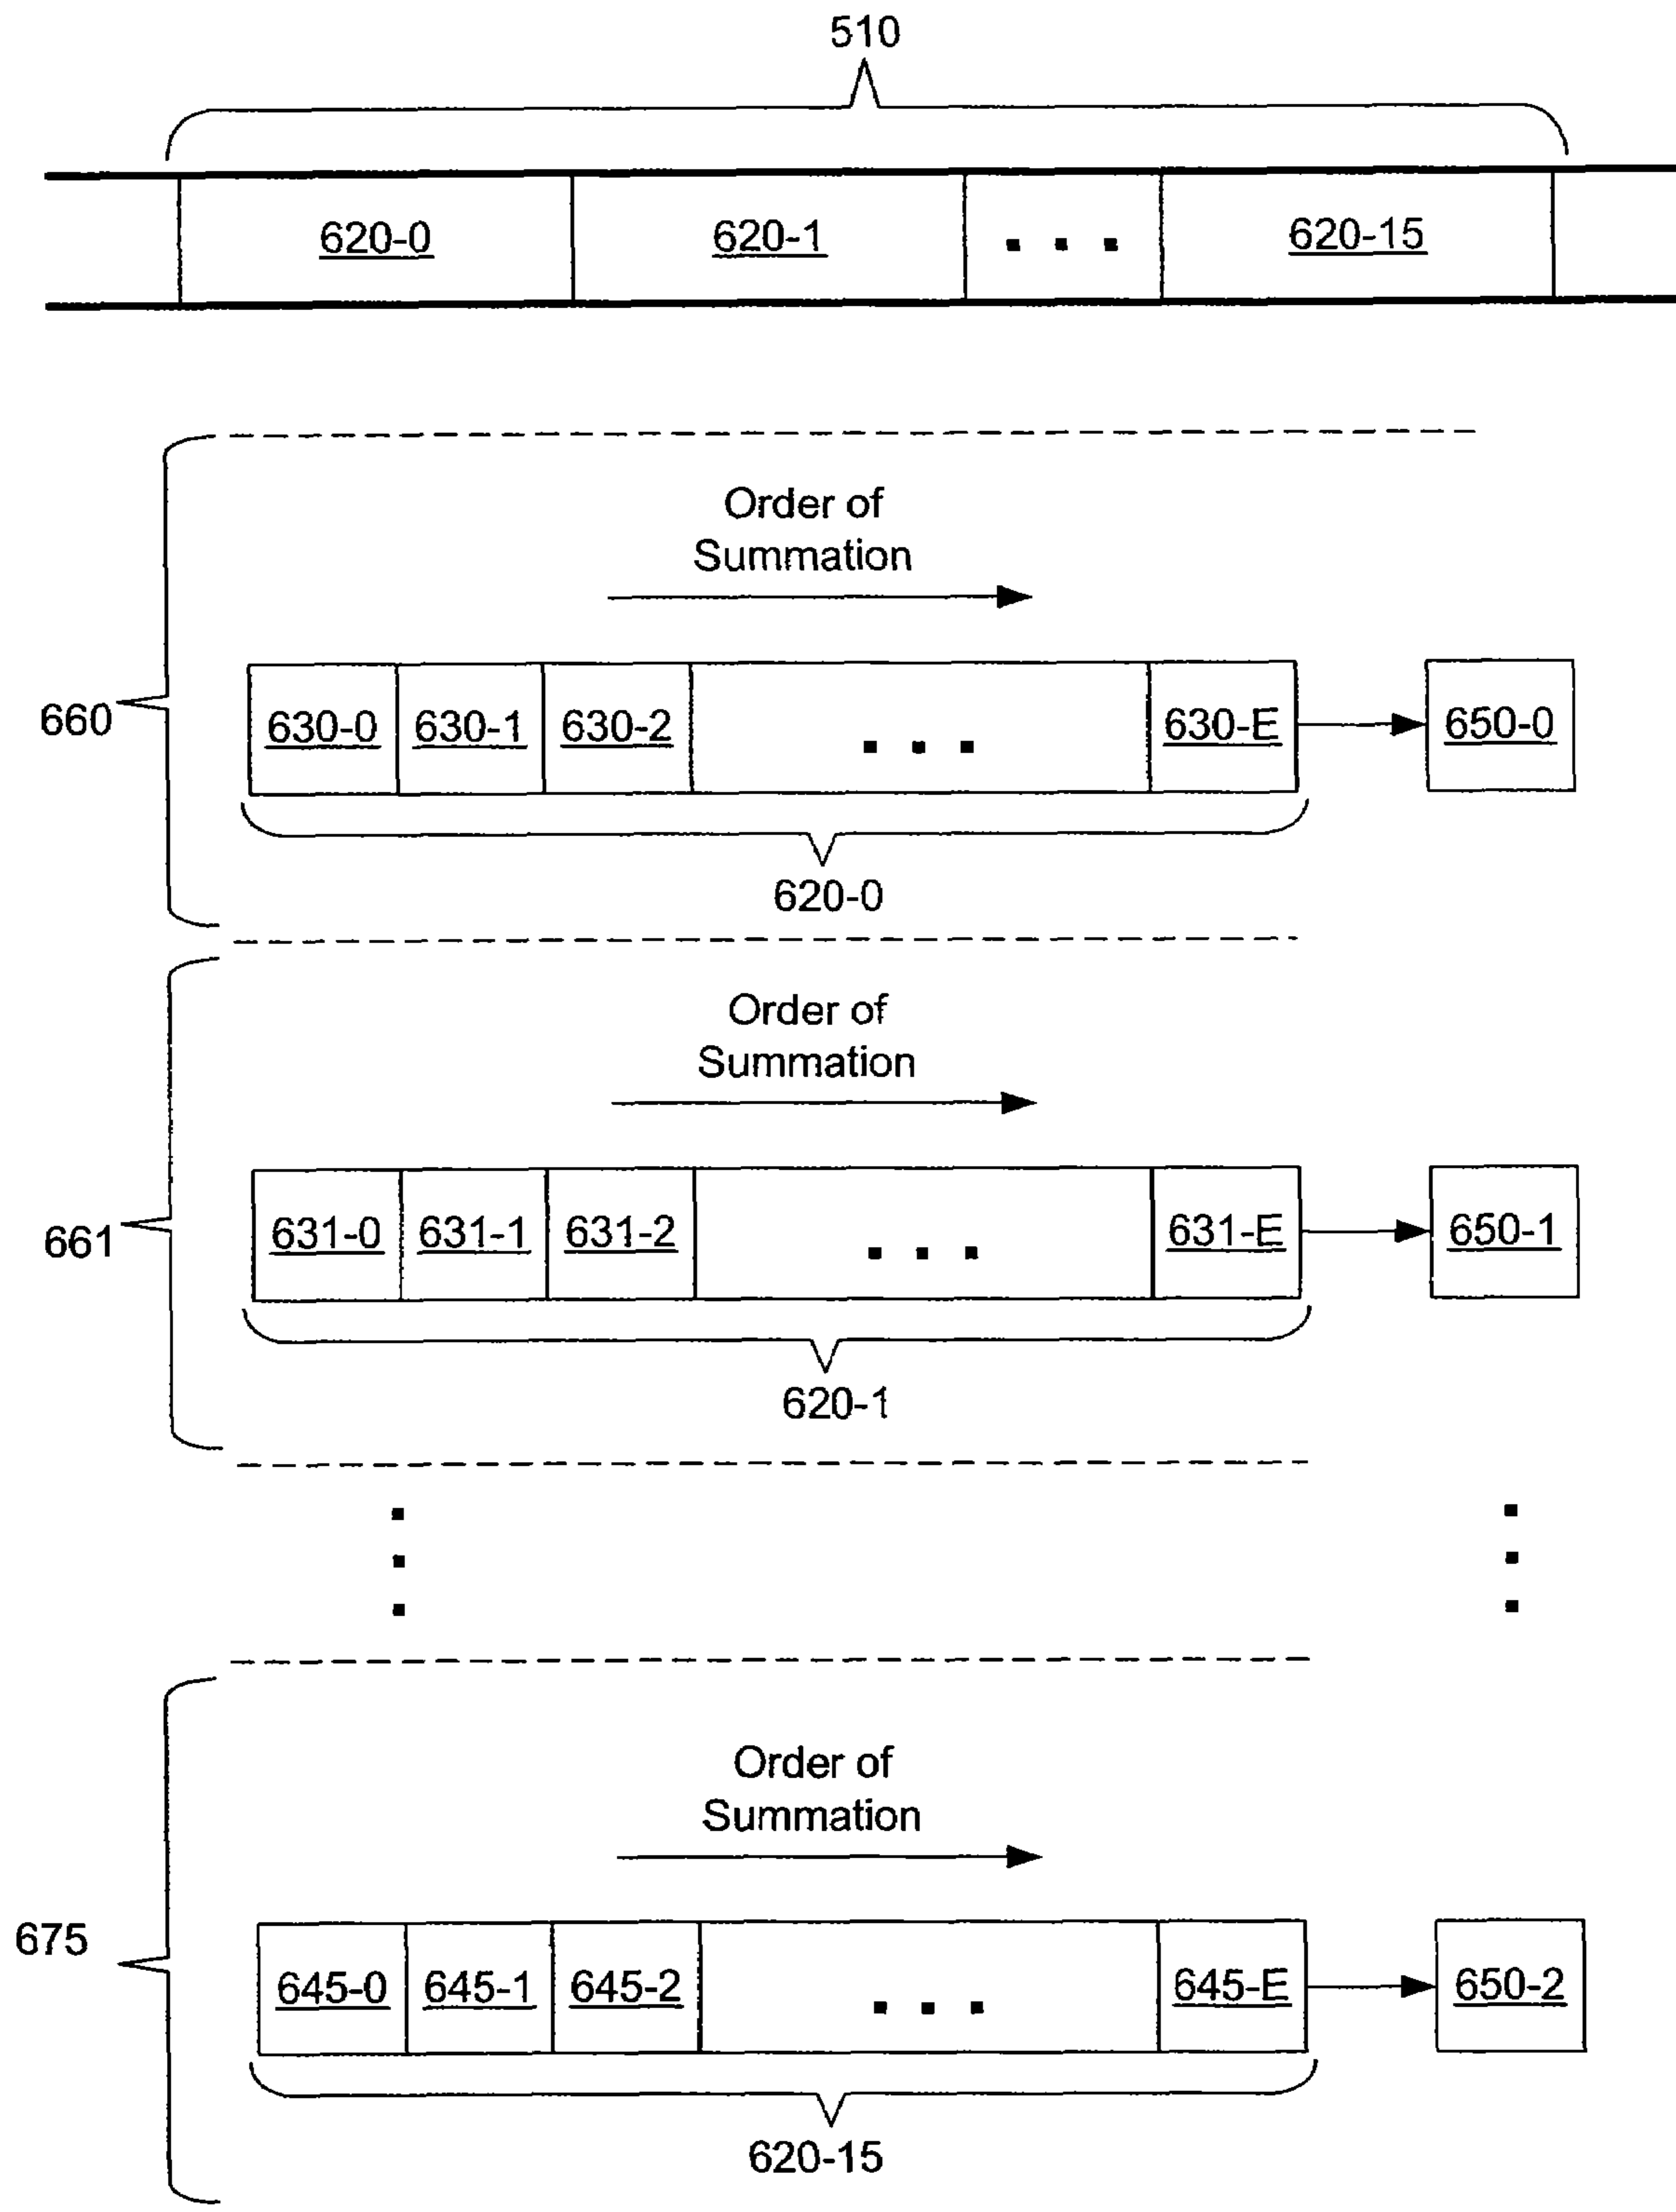 510
620-0 620-1 ... 620-15
Order of
Summation
660
630-0 630-1 630-2 ... 630-E 650-0
620-0
Order of
Summation
661
631-0 631-1 631-2 ... 631-E 650-1
620-1
Order of
Summation
675
645-0 645-1 645-2 ... 645-E 650-2
620-15